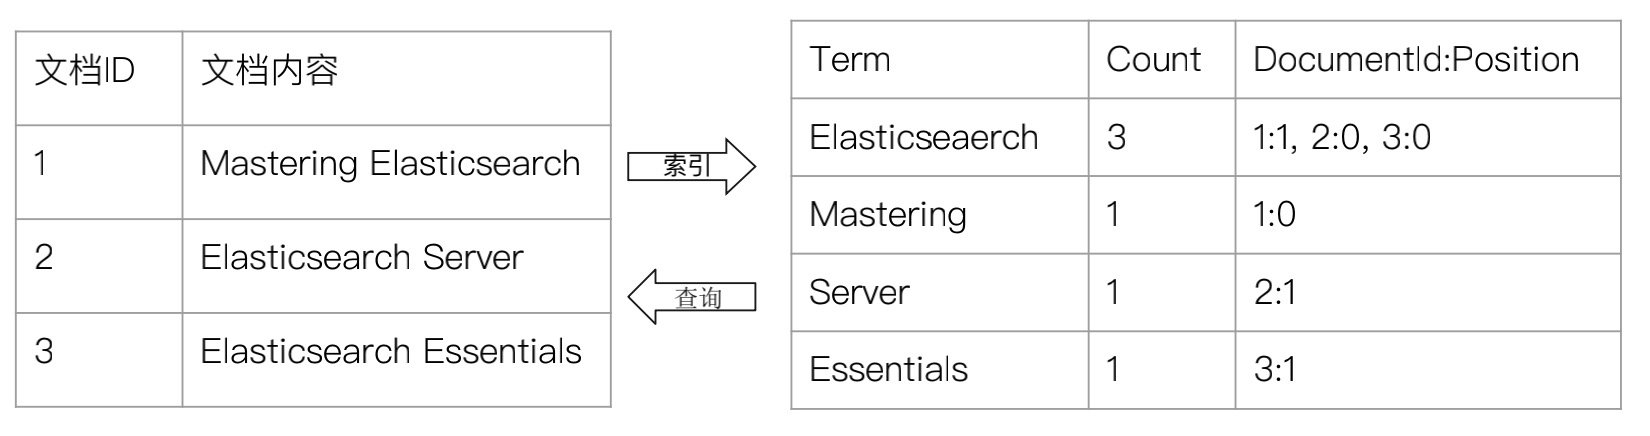 文档ID 文档内容
1 Mastering Elasticsearch
2 Elasticsearch Server
3 Elasticsearch Essentials
索引
查询
Term Count DocumentId:Position
Elasticseaerch 3 1:1, 2:0, 3:0
Mastering 1 1:0
Server 1 2:1
Essentials 1 3:1